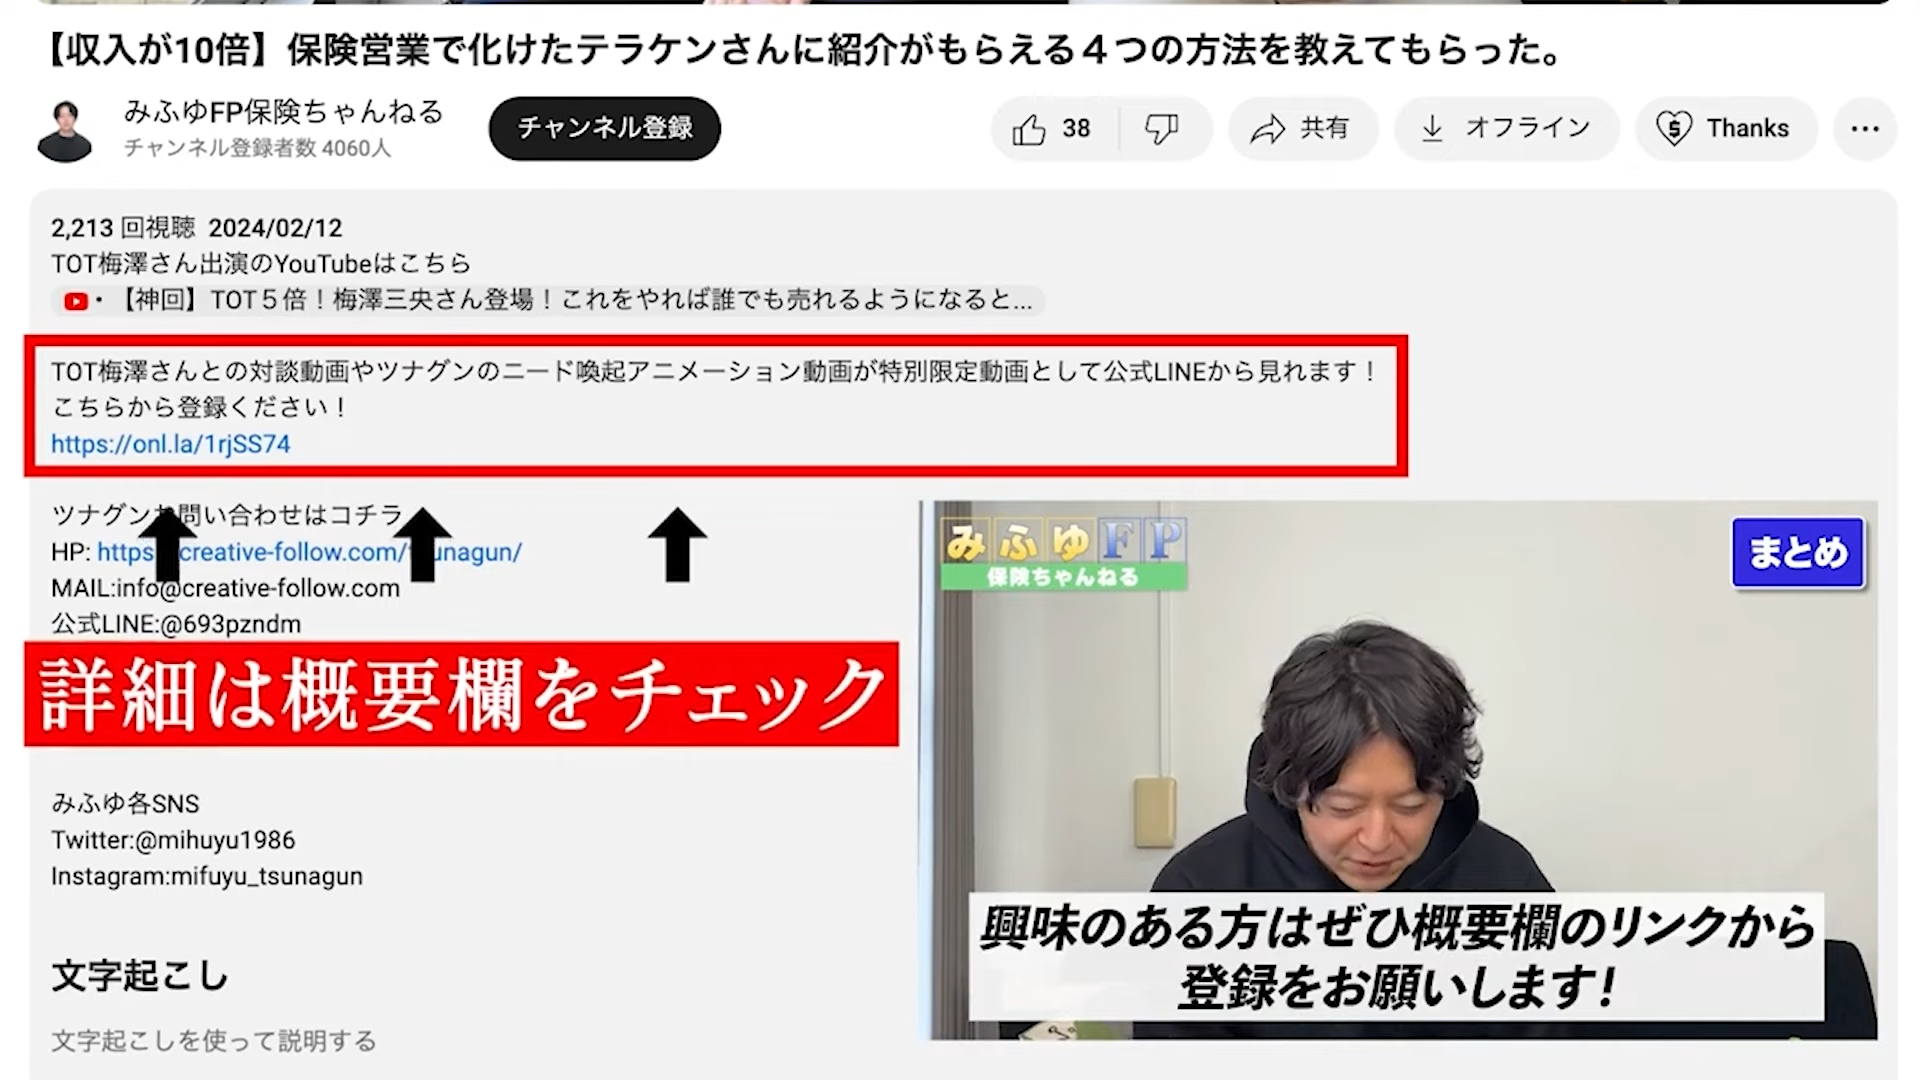 【収入が10倍】保険営業で化けたテラケンさんに紹介がもらえる４つの方法を教えてもらった。
みふゆFP保険ちゃんねる
チャンネル登録者数 4060人
チャンネル登録
38
共有
オフライン
Thanks
2,213 回視聴 2024/02/12
TOT梅澤さん出演のYouTubeはこちら
・【神回】TOT５倍！梅澤三央さん登場！これをやれば誰でも売れるようになると...
TOT梅澤さんとの対談動画やツナグンのニード喚起アニメーション動画が特別限定動画として公式LINEから見れます！
こちらから登録ください！
https://onl.la/1rjSS74
ツナグン 問い合わせはコチラ
HP: https creative-follow.com/ unagun/
MAIL:info@creative-follow.com
公式LINE:@693pzndm
詳細は概要欄をチェック
みふゆ各SNS
Twitter:@mihuyu1986
Instagram:mifuyu_tsunagun
文字起こし
文字起こしを使って説明する
みふゆFP
保険ちゃんねる
まとめ
興味のある方はぜひ概要欄のリンクから
登録をお願いします！